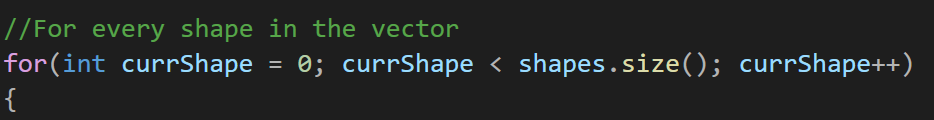 //For every shape in the vector
for(int currShape = 0; currShape < shapes.size(); currShape++)
{